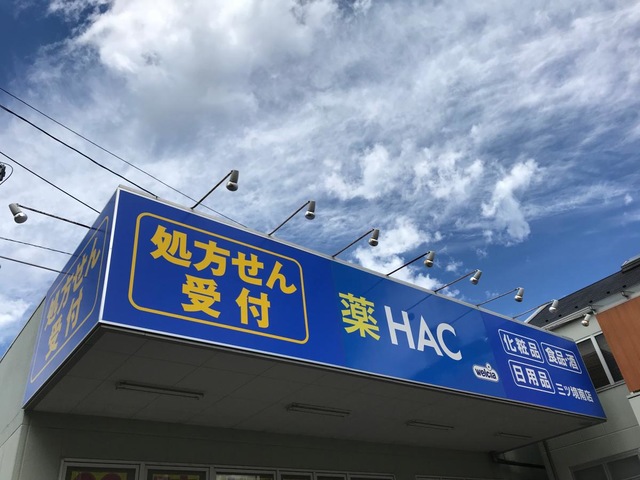 処方せん
受付
処方せん
受付
薬 HAC
welcia
化粧品
食品・酒
日用品
三ツ境南店